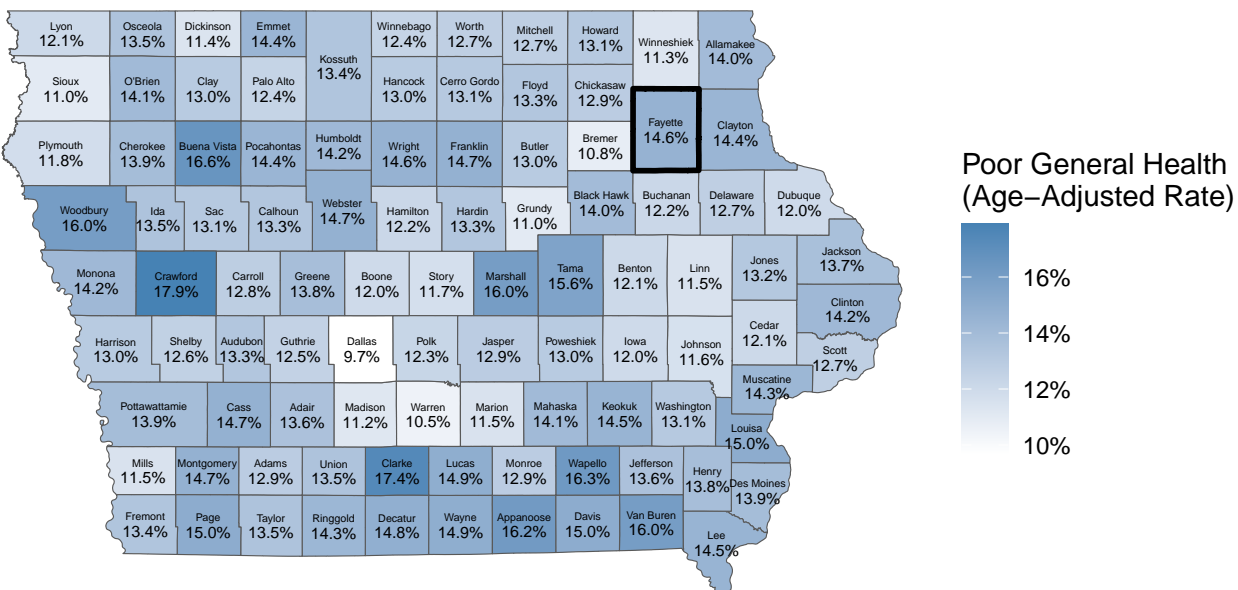 Lyon
12.1%
Osceola
13.5%
Dickinson
11.4%
Emmet
14.4%
Kossuth
13.4%
Winnebago
12.4%
Worth
12.7%
Mitchell
12.7%
Howard
13.1%
Winneshiek
11.3%
Allamakee
14.0%
Sioux
11.0%
O'Brien
14.1%
Clay
13.0%
Palo Alto
12.4%
Hancock
13.0%
Cerro Gordo
13.1%
Floyd
13.3%
Chickasaw
12.9%
Fayette
14.6%
Clayton
14.4%
Plymouth
11.8%
Cherokee
13.9%
Buena Vista
16.6%
Pocahontas
14.4%
Humboldt
14.2%
Wright
14.6%
Franklin
14.7%
Butler
13.0%
Bremer
10.8%
Woodbury
16.0%
Ida
13.5%
Sac
13.1%
Calhoun
13.3%
Webster
14.7%
Hamilton
12.2%
Hardin
13.3%
Grundy
11.0%
Black Hawk
14.0%
Buchanan
12.2%
Delaware
12.7%
Dubuque
12.0%
Monona
14.2%
Crawford
17.9%
Carroll
12.8%
Greene
13.8%
Boone
12.0%
Story
11.7%
Marshall
16.0%
Tama
15.6%
Benton
12.1%
Linn
11.5%
Jones
13.2%
Jackson
13.7%
Clinton
14.2%
Harrison
13.0%
Shelby
12.6%
Audubon
13.3%
Guthrie
12.5%
Dallas
9.7%
Polk
12.3%
Jasper
12.9%
Poweshiek
13.0%
Iowa
12.0%
Johnson
11.6%
Cedar
12.1%
Scott
12.7%
Muscatine
14.3%
Pottawattamie
13.9%
Cass
14.7%
Adair
13.6%
Madison
11.2%
Warren
10.5%
Marion
11.5%
Mahaska
14.1%
Keokuk
14.5%
Washington
13.1%
Louisa
15.0%
Mills
11.5%
Montgomery
14.7%
Adams
12.9%
Union
13.5%
Clarke
17.4%
Lucas
14.9%
Monroe
12.9%
Wapello
16.3%
Jefferson
13.6%
Henry
13.8%
Des Moines
13.9%
Fremont
13.4%
Page
15.0%
Taylor
13.5%
Ringgold
14.3%
Decatur
14.8%
Wayne
14.9%
Appanoose
16.2%
Davis
15.0%
Van Buren
16.0%
Lee
14.5%
Poor General Health
(Age−Adjusted Rate)
16%
14%
12%
10%